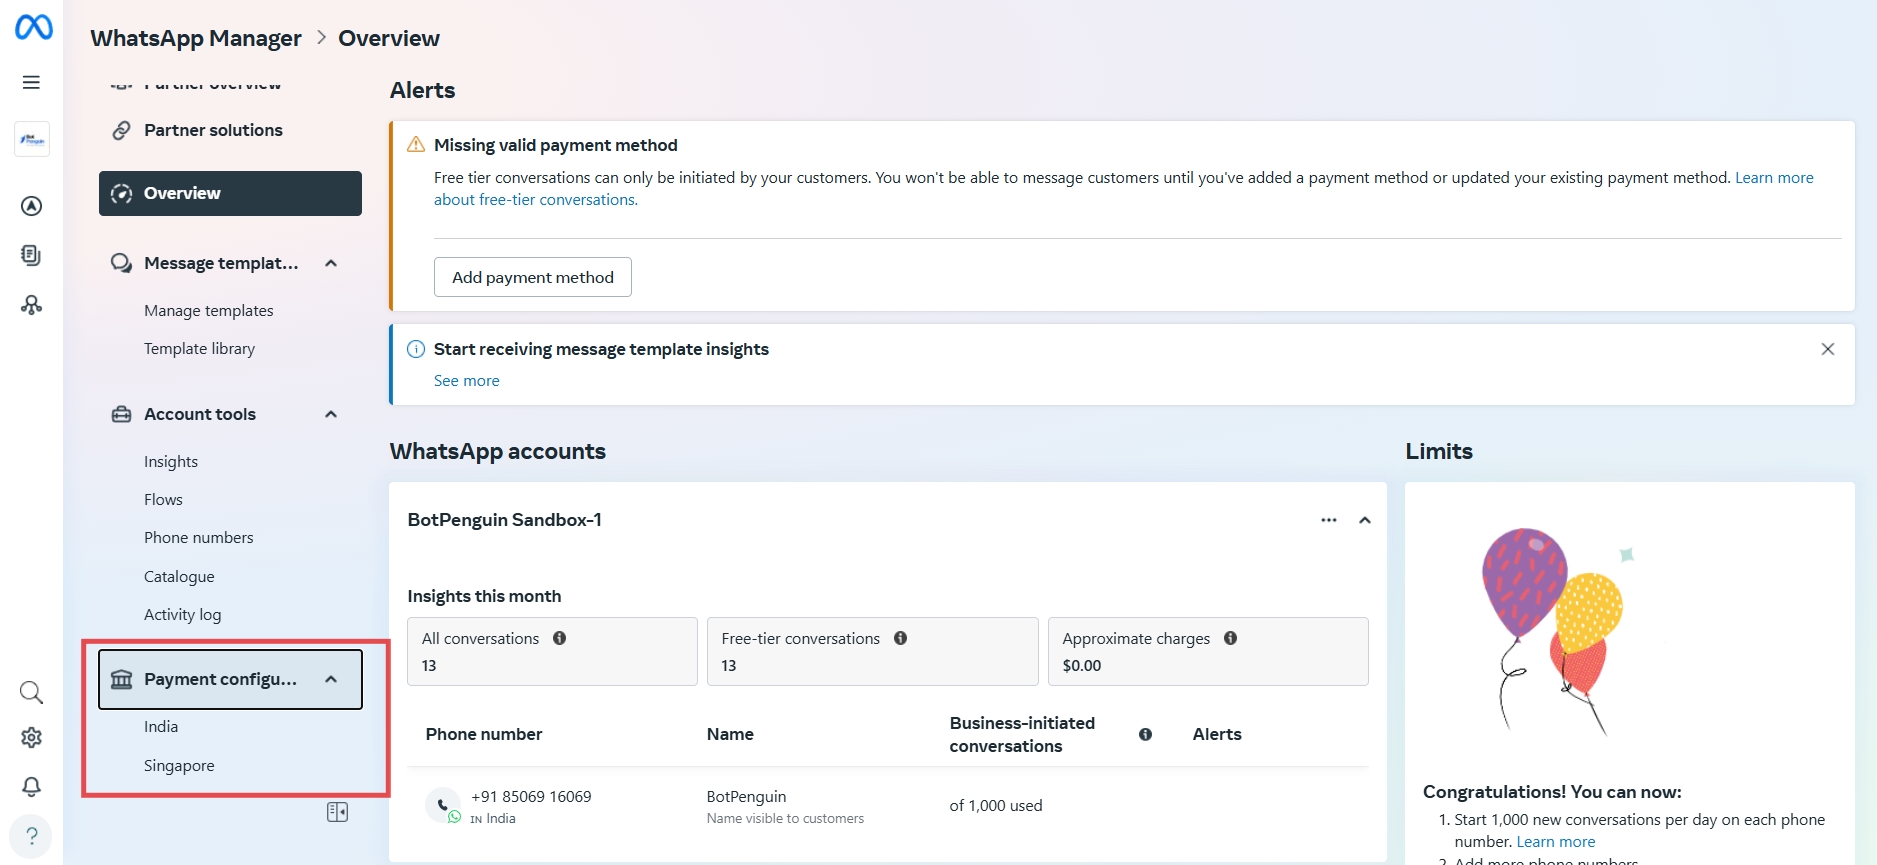 WhatsApp Manager > Overview
Partner overview
Partner solutions
Overview
Message templat...
Manage templates
Template library
Account tools
Insights
Flows
Phone numbers
Catalogue
Activity log
Payment configu...
India
Singapore
Alerts
Missing valid payment method
Free tier conversations can only be initiated by your customers. You won't be able to message customers until you've added a payment method or updated your existing payment method. Learn more
about free-tier conversations.
Add payment method
Start receiving message template insights
See more
WhatsApp accounts
BotPenguin Sandbox-1
Insights this month
All conversations
13
Free-tier conversations
13
Approximate charges
$0.00
Phone number
Name
Business-initiated
conversations
Alerts
+91 85069 16069
IN India
BotPenguin
Name visible to customers
of 1,000 used
Limits
Congratulations! You can now:
1. Start 1,000 new conversations per day on each phone
number. Learn more
2. Add more phone numbers